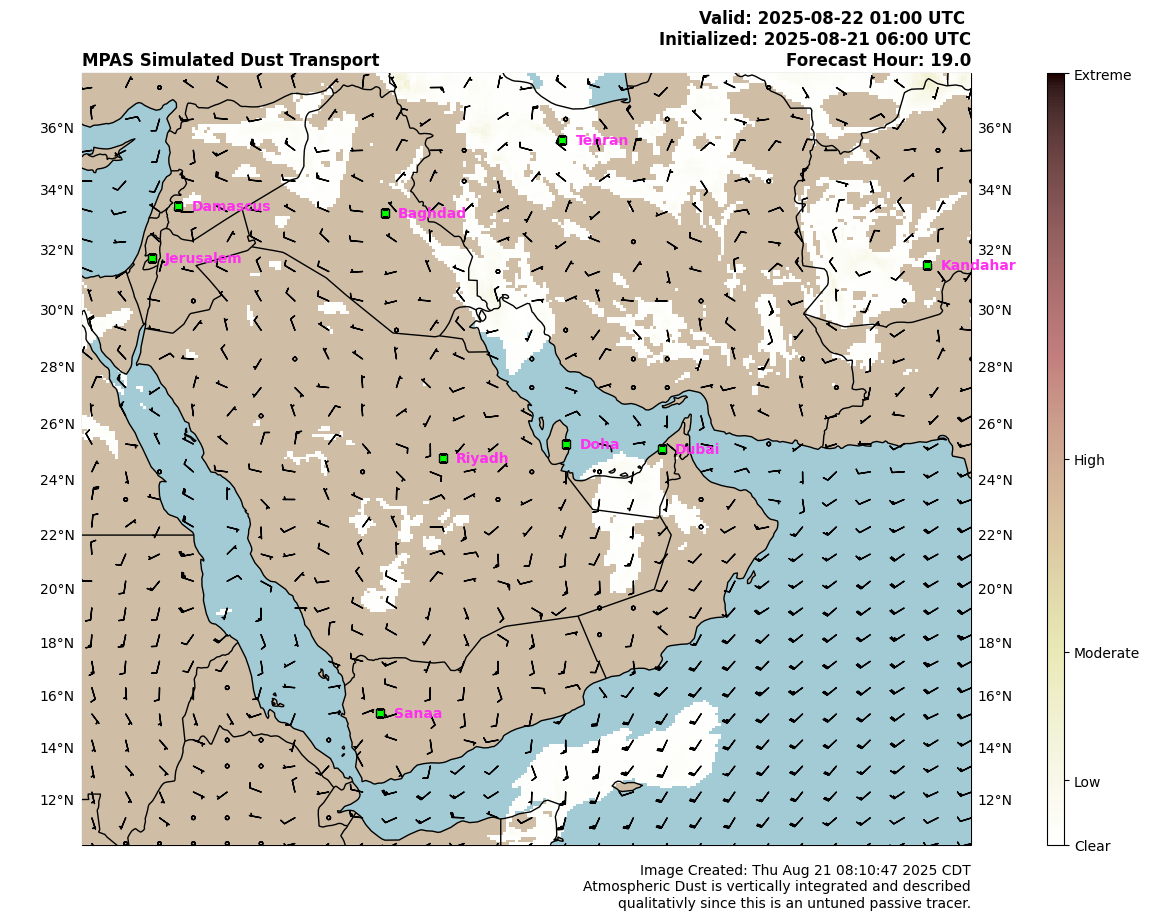 Valid: 2025-08-22 01:00 UTC
Initialized: 2025-08-21 06:00 UTC
MPAS Simulated Dust Transport Forecast Hour: 19.0
Extreme
36°N 36°N
Tehran
34°N 34°N
Damascus
Baghdad
32°N 32°N
Jerusalem
Kandahar
30°N 30°N
28°N 28°N
26°N 26°N
Doha
Dubai
Riyadh
High
24°N 24°N
22°N 22°N
20°N 20°N
18°N 18°N
Moderate
16°N 16°N
Sanaa
14°N 14°N
Low
12°N 12°N
Clear
Image Created: Thu Aug 21 08:10:47 2025 CDT
Atmospheric Dust is vertically integrated and described
qualitativly since this is an untuned passive tracer.